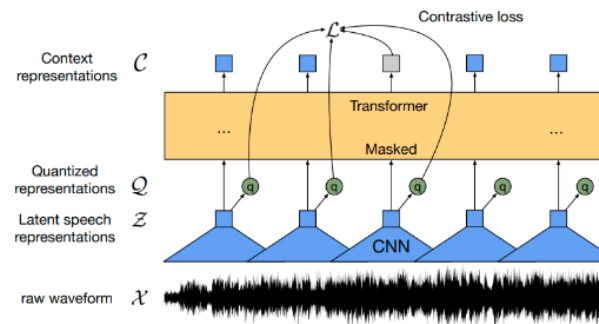 Contrastive loss
ℒ
Context
representations 𝒞
Transformer
... ...
Masked
Quantized
representations 𝒬
q q q q q
Latent speech
representations 𝒵
CNN
raw waveform 𝒳